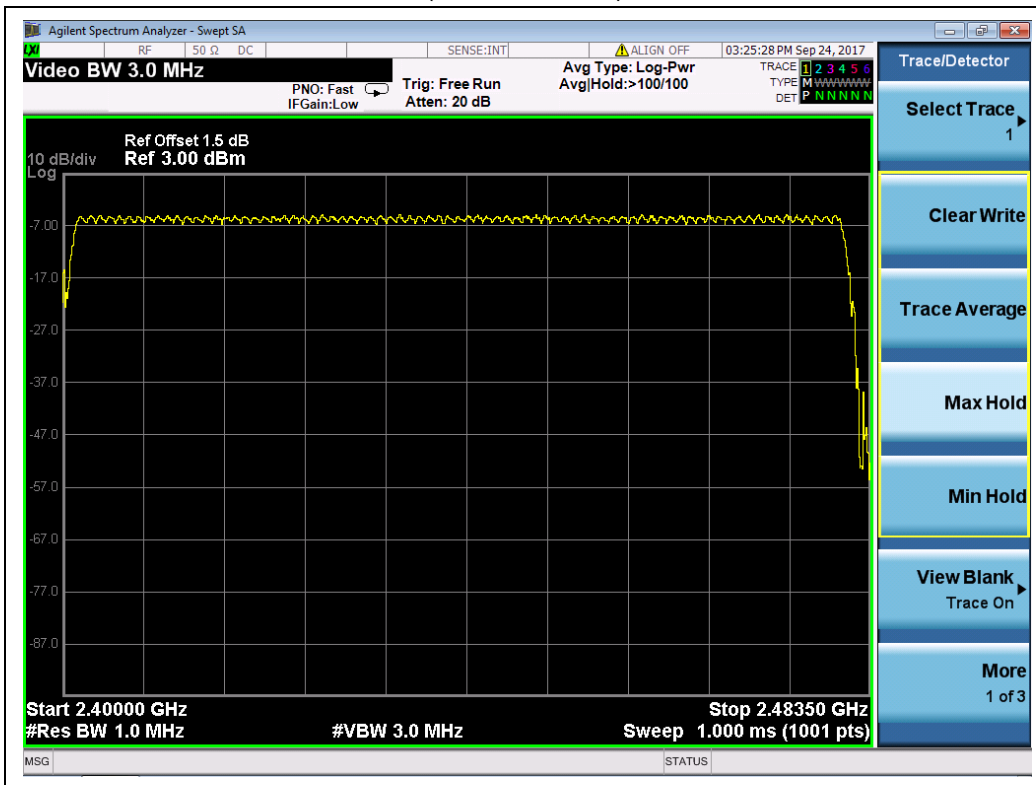 Agilent Spectrum Analyzer - Swept SA
LXI RF 50 Ω DC SENSE:INT ALIGN OFF 03:25:28 PM Sep 24, 2017
Video BW 3.0 MHz
PNO: Fast
IFGain:Low
Trig: Free Run
Atten: 20 dB
Avg Type: Log-Pwr
Avg|Hold:>100/100
TRACE 1 2 3 4 5 6
TYPE M WWWWW
DET P N N N N N
Ref Offset 1.5 dB
10 dB/div Ref 3.00 dBm
Log
-7.00
-17.0
-27.0
-37.0
-47.0
-57.0
-67.0
-77.0
-87.0
Start 2.40000 GHz Stop 2.48350 GHz
#Res BW 1.0 MHz #VBW 3.0 MHz Sweep 1.000 ms (1001 pts)
MSG STATUS
Trace/Detector
Select Trace
1
Clear Write
Trace Average
Max Hold
Min Hold
View Blank
Trace On
More
1 of 3